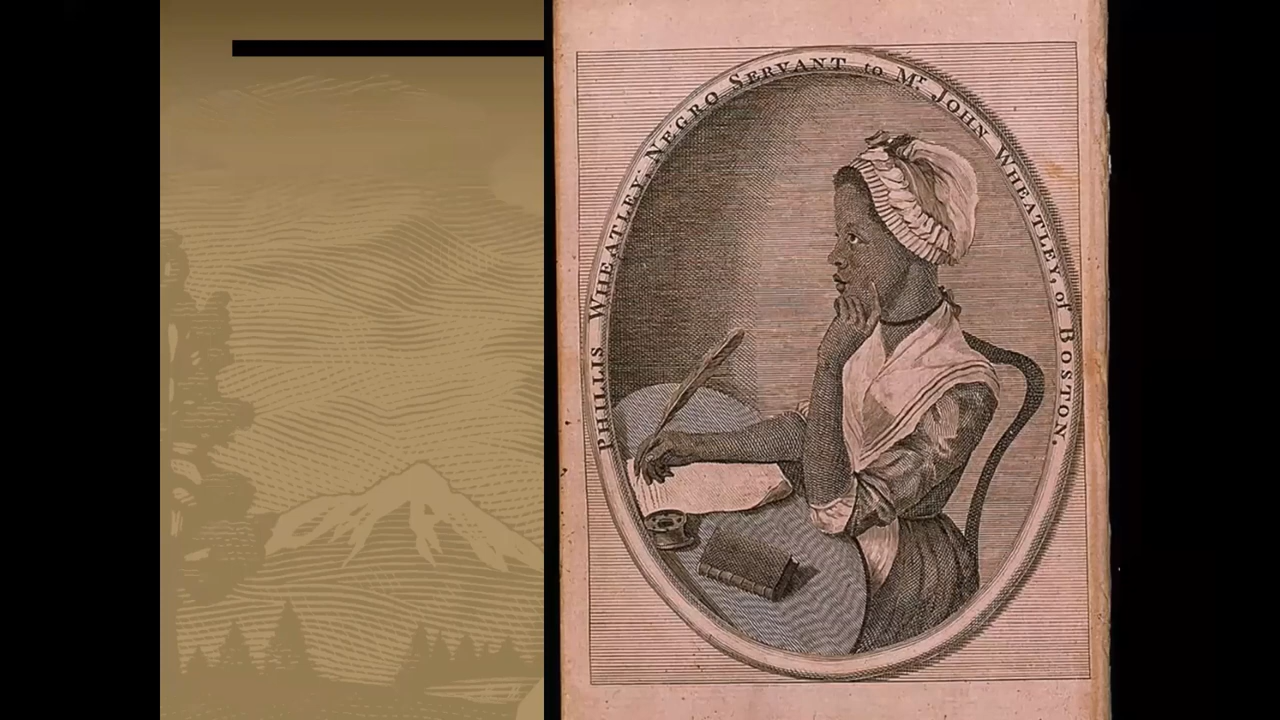 PHILLIS WHEATLEY, NEGRO SERVANT to Mr. JOHN WHEATLEY, of BOSTON.